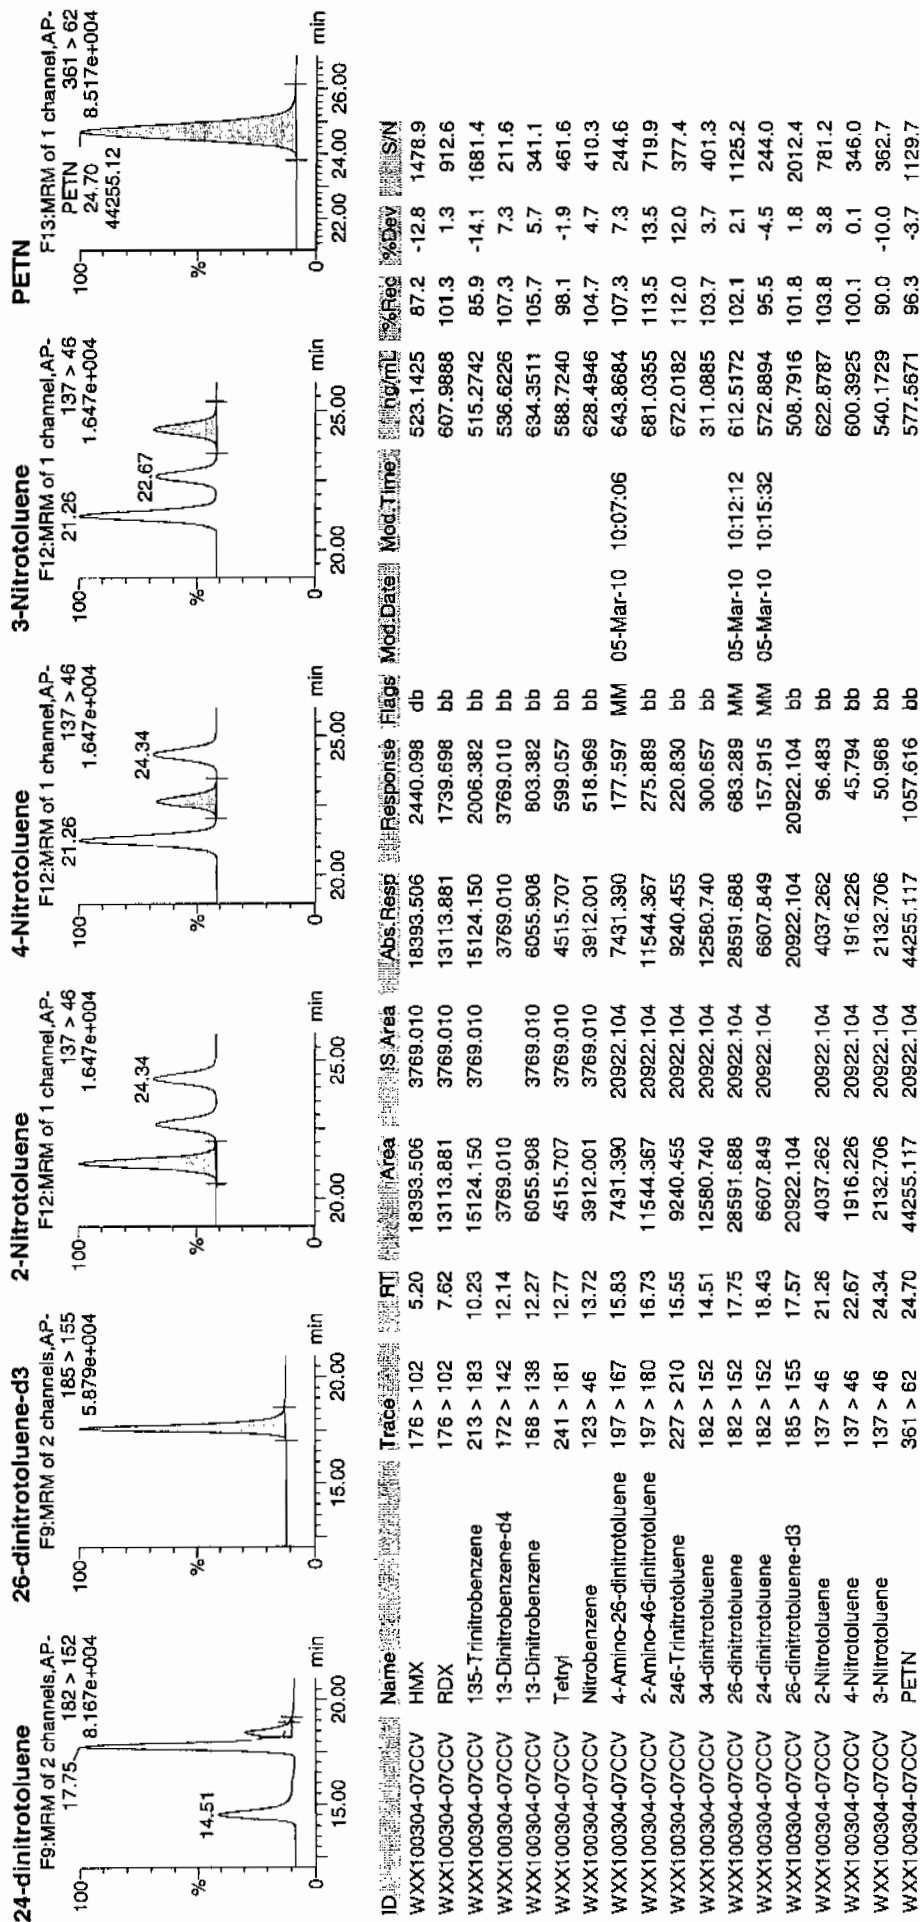 24-dinitrotoluene
F9:MRM of 2 channels,AP-
182 > 152
8.167e+004
17.75
14.51
100
%
0
15.00 20.00 min
26-dinitrotoluene-d3
F9:MRM of 2 channels,AP-
185 > 155
5.879e+004
100
%
0
15.00 20.00 min
2-Nitrotoluene
F12:MRM of 1 channel,AP-
137 > 46
1.647e+004
24.34
100
%
0
20.00 25.00 min
4-Nitrotoluene
F12:MRM of 1 channel,AP-
21.26 137 > 46
1.647e+004
24.34
100
%
0
20.00 25.00 min
3-Nitrotoluene
F12:MRM of 1 channel,AP-
21.26 137 > 46
1.647e+004
22.67
100
%
0
20.00 25.00 min
PETN
F13:MRM of 1 channel,AP-
PETN 361 > 62
24.70 8.517e+004
44255.12
100
%
0
22.00 24.00 26.00 min
ID Name Trace RT Area IS Area Abs.Resp Response Flags Mod.Date Mod.Time ng/mL %Rec %Dev S/N
WXX100304-07CCV HMX 176 > 102 5.20 18393.506 3769.010 18393.506 2440.098 db 523.1425 87.2 -12.8 1478.9
WXX100304-07CCV RDX 176 > 102 7.62 13113.881 3769.010 13113.881 1739.698 bb 607.9888 101.3 1.3 912.6
WXX100304-07CCV 135-Trinitrobenzene 213 > 183 10.23 15124.150 3769.010 15124.150 2006.382 bb 515.2742 85.9 -14.1 1681.4
WXX100304-07CCV 13-Dinitrobenzene-d4 172 > 142 12.14 3769.010 3769.010 3769.010 bb 536.6226 107.3 7.3 211.6
WXX100304-07CCV 13-Dinitrobenzene 168 > 138 12.27 6055.908 3769.010 6055.908 803.382 bb 634.3511 105.7 5.7 341.1
WXX100304-07CCV Tetryl 241 > 181 12.77 4515.707 3769.010 4515.707 599.057 bb 588.7240 98.1 -1.9 461.6
WXX100304-07CCV Nitrobenzene 123 > 46 13.72 3912.001 3769.010 3912.001 518.969 bb 628.4946 104.7 4.7 410.3
WXX100304-07CCV 4-Amino-26-dinitrotoluene 197 > 167 15.83 7431.390 20922.104 7431.390 177.597 MM 05-Mar-10 10:07:06 643.8684 107.3 7.3 244.6
WXX100304-07CCV 2-Amino-46-dinitrotoluene 197 > 180 16.73 11544.367 20922.104 11544.367 275.889 bb 681.0355 113.5 13.5 719.9
WXX100304-07CCV 246-Trinitrotoluene 227 > 210 15.55 9240.455 20922.104 9240.455 220.830 bb 672.0182 112.0 12.0 377.4
WXX100304-07CCV 34-dinitrotoluene 182 > 152 14.51 12580.740 20922.104 12580.740 300.657 bb 311.0885 103.7 3.7 401.3
WXX100304-07CCV 26-dinitrotoluene 182 > 152 17.75 28591.688 20922.104 28591.688 683.289 MM 05-Mar-10 10:12:12 612.5172 102.1 2.1 1125.2
WXX100304-07CCV 24-dinitrotoluene 182 > 152 18.43 6607.849 20922.104 6607.849 157.915 MM 05-Mar-10 10:15:32 572.8894 95.5 -4.5 244.0
WXX100304-07CCV 26-dinitrotoluene-d3 185 > 155 17.57 20922.104 20922.104 20922.104 bb 508.7916 101.8 1.8 2012.4
WXX100304-07CCV 2-Nitrotoluene 137 > 46 21.26 4037.262 20922.104 4037.262 96.483 bb 622.8787 103.8 3.8 781.2
WXX100304-07CCV 4-Nitrotoluene 137 > 46 22.67 1916.226 20922.104 1916.226 45.794 bb 600.3925 100.1 0.1 346.0
WXX100304-07CCV 3-Nitrotoluene 137 > 46 24.34 2132.706 20922.104 2132.706 50.968 bb 540.1729 90.0 -10.0 362.7
WXX100304-07CCV PETN 361 > 62 24.70 44255.117 20922.104 44255.117 1057.616 bb 577.5671 96.3 -3.7 1129.7